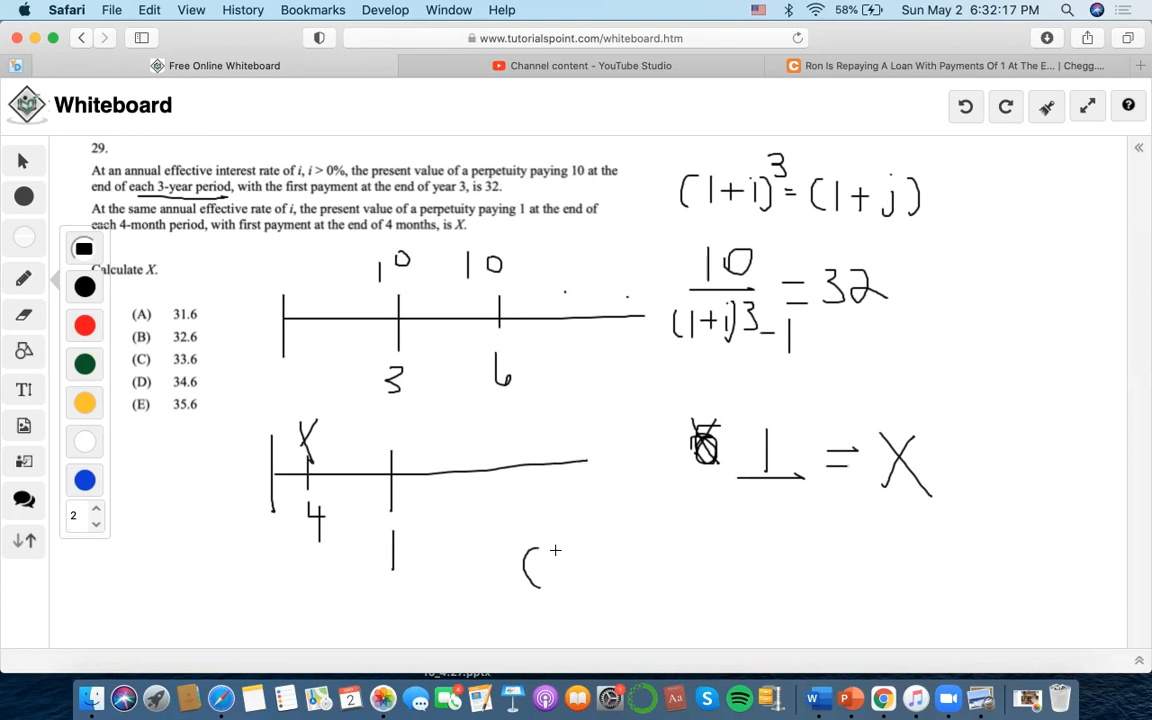 Safari File Edit View History Bookmarks Develop Window Help 58% Sun May 2 6:32:17 PM
www.tutorialspoint.com/whiteboard.htm
Free Online Whiteboard Channel content - YouTube Studio Ron Is Repaying A Loan With Payments Of 1 At The E... | Chegg....
Whiteboard
29.
At an annual effective interest rate of i, i > 0%, the present value of a perpetuity paying 10 at the
end of each 3-year period, with the first payment at the end of year 3, is 32.
At the same annual effective rate of i, the present value of a perpetuity paying 1 at the end of
each 4-month period, with first payment at the end of 4 months, is X.
Calculate X.
(A) 31.6
(B) 32.6
(C) 33.6
(D) 34.6
(E) 35.6
10 10
3 6
X
4
1
(1+i)^3 = (1+j)
10
(1+i)3-1
= 32
1 = X
(
2
TI
10_4.27.pptx